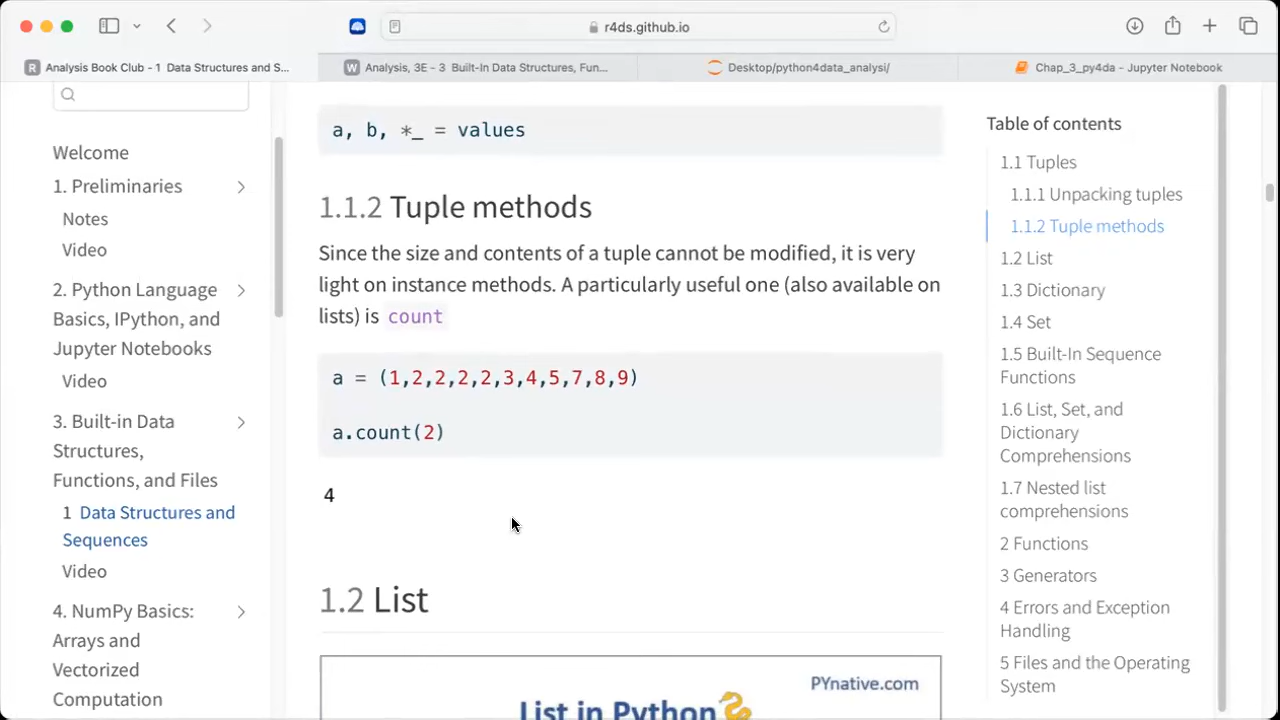 r4ds.github.io
R Analysis Book Club - 1 Data Structures and S...
W Analysis, 3E - 3 Built-In Data Structures, Fun...
Desktop/python4data_analysi/
Chap_3_py4da - Jupyter Notebook
Welcome
1. Preliminaries
Notes
Video
2. Python Language
Basics, IPython, and
Jupyter Notebooks
Video
3. Built-in Data
Structures,
Functions, and Files
1 Data Structures and
Sequences
Video
4. NumPy Basics:
Arrays and
Vectorized
Computation
a, b, *_ = values
1.1.2 Tuple methods
Since the size and contents of a tuple cannot be modified, it is very
light on instance methods. A particularly useful one (also available on
lists) is count
a = (1,2,2,2,2,3,4,5,7,8,9)
a.count(2)
4
1.2 List
PYnative.com
List in Python
Table of contents
1.1 Tuples
1.1.1 Unpacking tuples
1.1.2 Tuple methods
1.2 List
1.3 Dictionary
1.4 Set
1.5 Built-In Sequence
Functions
1.6 List, Set, and
Dictionary
Comprehensions
1.7 Nested list
comprehensions
2 Functions
3 Generators
4 Errors and Exception
Handling
5 Files and the Operating
System